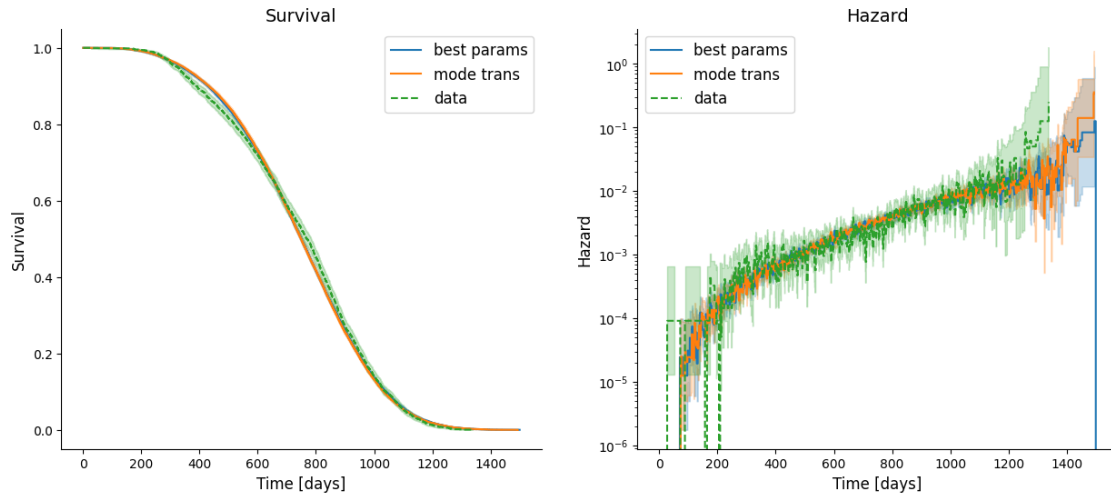 Survival
best params
mode trans
data
1.0
0.8
0.6
0.4
0.2
0.0
Survival
0 200 400 600 800 1000 1200 1400
Time [days]
Hazard
best params
mode trans
data
10⁰
10⁻¹
10⁻²
10⁻³
10⁻⁴
10⁻⁵
10⁻⁶
Hazard
0 200 400 600 800 1000 1200 1400
Time [days]